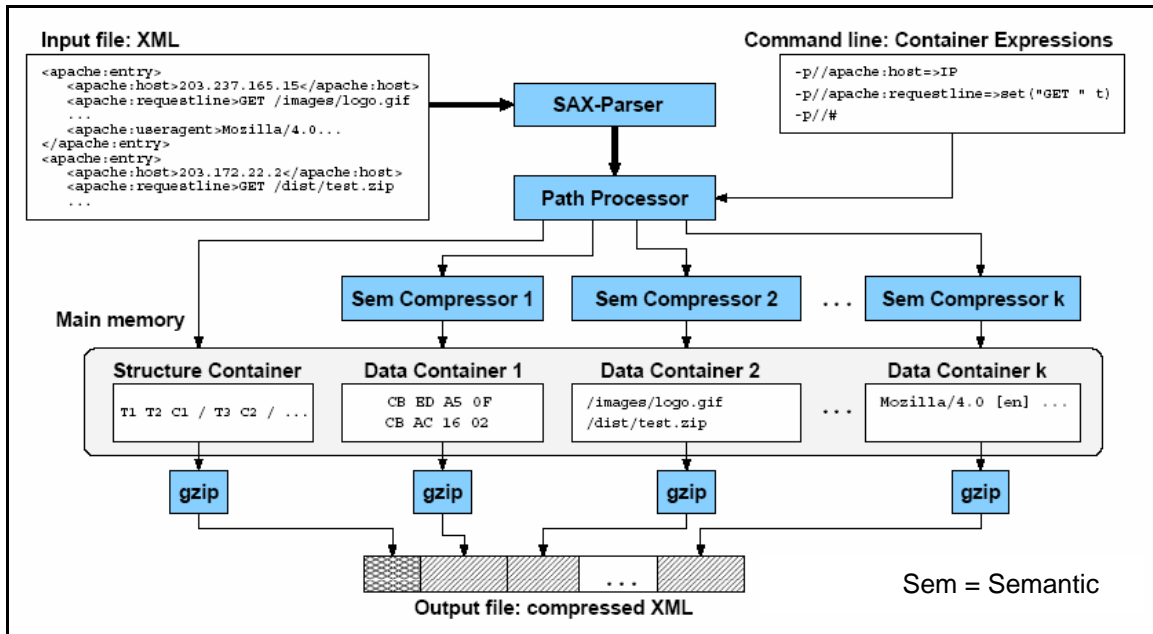 Input file: XML
<apache:entry>
<apache:host>203.237.165.15</apache:host>
<apache:requestline>GET /images/logo.gif
...
<apache:useragent>Mozilla/4.0...
</apache:entry>
<apache:entry>
<apache:host>203.172.22.2</apache:host>
<apache:requestline>GET /dist/test.zip
...
Command line: Container Expressions
-p//apache:host=>IP
-p//apache:requestline=>set("GET " t)
-p//#
SAX-Parser
Path Processor
Sem Compressor 1
Sem Compressor 2
...
Sem Compressor k
Main memory
Structure Container
T1 T2 C1 / T3 C2 / ...
Data Container 1
CB ED A5 0F
CB AC 16 02
Data Container 2
/images/logo.gif
/dist/test.zip
...
Data Container k
Mozilla/4.0 [en] ...
gzip
gzip
gzip
gzip
...
Output file: compressed XML
Sem = Semantic